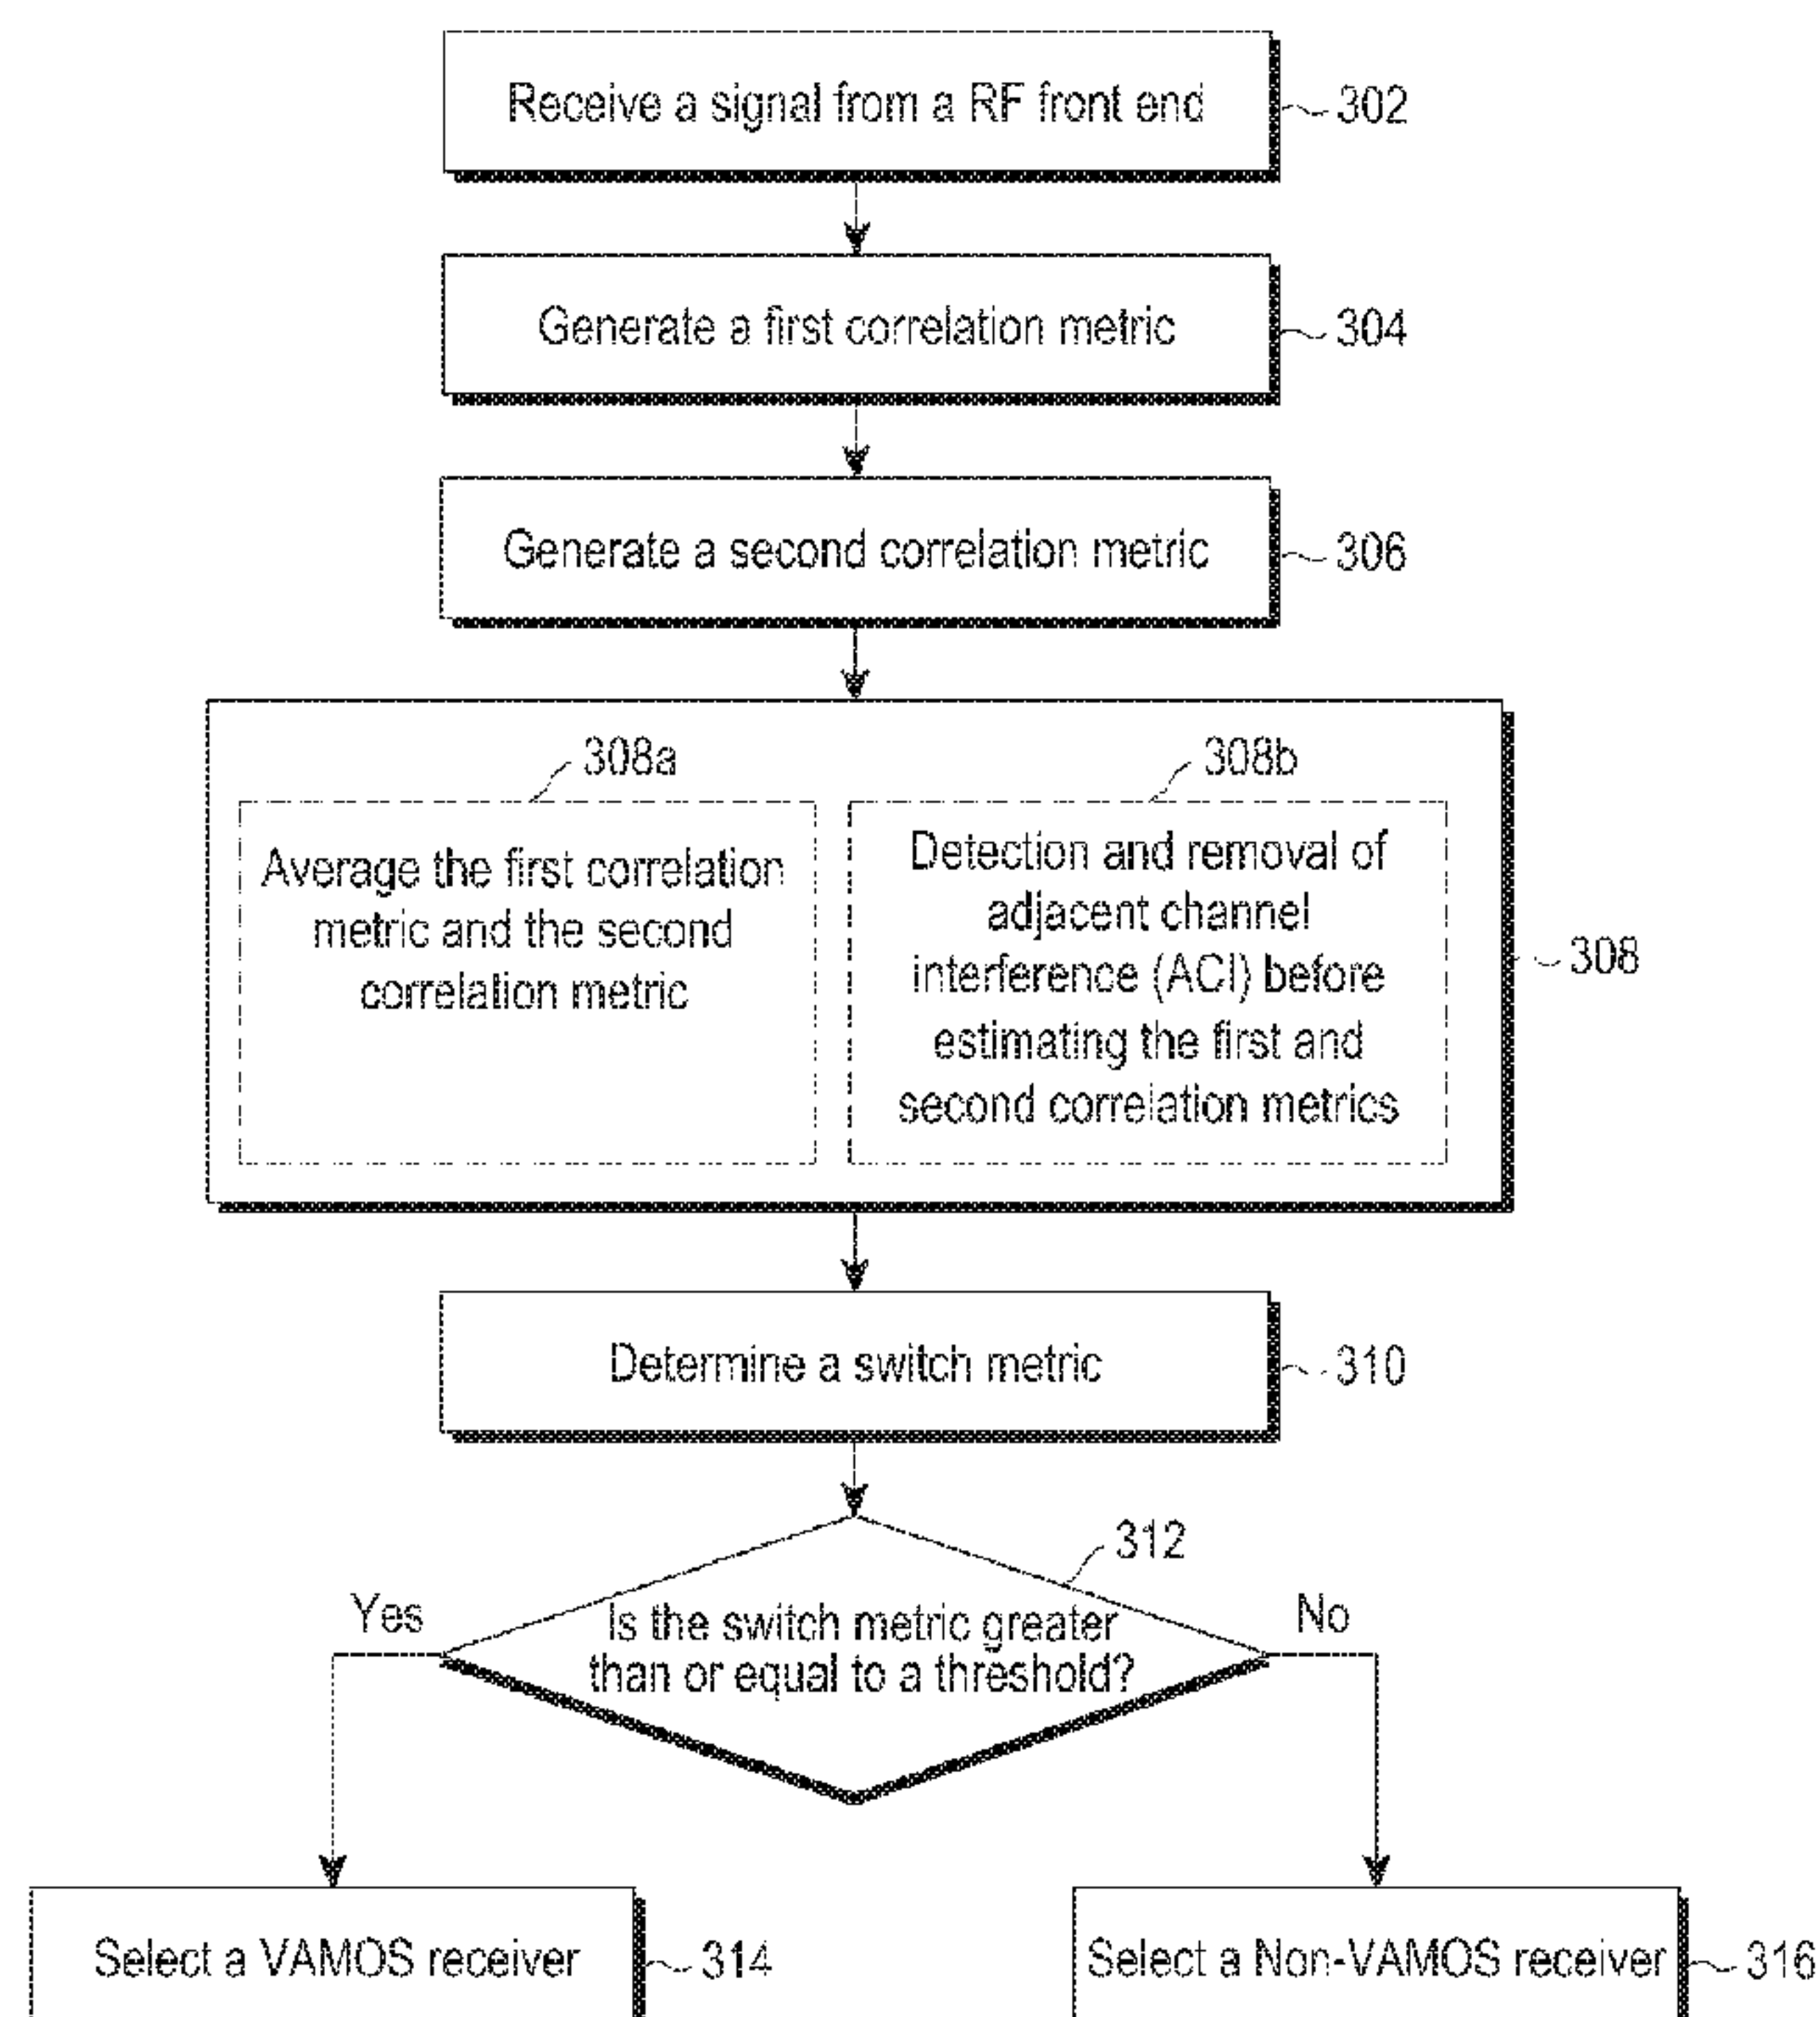 Receive a signal from a RF front end
302
Generate a first correlation metric
304
Generate a second correlation metric
306
308a
308b
Average the first correlation
metric and the second
correlation metric
Detection and removal of
adjacent channel
interference (ACI) before
estimating the first and
second correlation metrics
308
Determine a switch metric
310
312
Yes
No
Is the switch metric greater
than or equal to a threshold?
Select a VAMOS receiver
314
Select a Non-VAMOS receiver
316